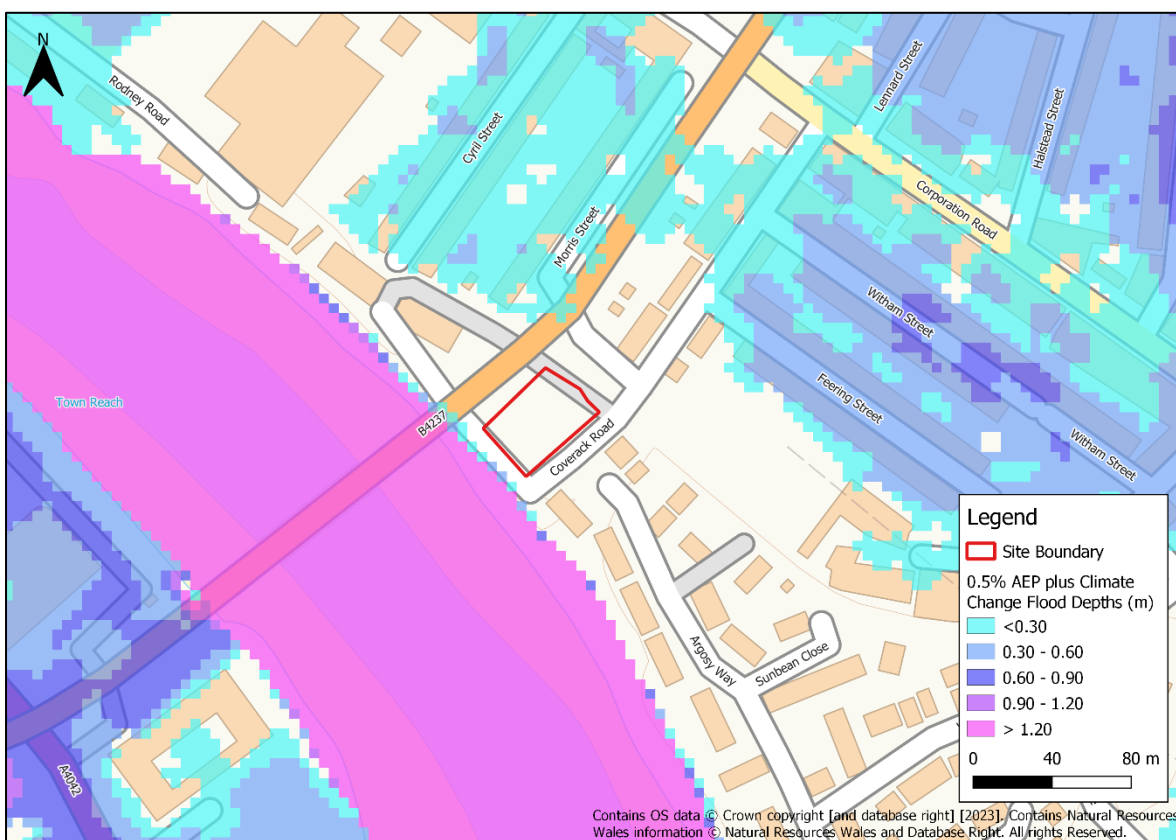 N
Rodney Road
Cyril Street
Morris Street
Lennard Street
Halstead Street
Corporation Road
Witham Street
Witham Street
Feering Street
Town Reach
B4237
Coverack Road
Argosy Way
Sunbean Close
A4042
Legend
Site Boundary
0.5% AEP plus Climate
Change Flood Depths (m)
<0.30
0.30 - 0.60
0.60 - 0.90
0.90 - 1.20
> 1.20
0 40 80 m
Contains OS data © Crown copyright [and database right] [2023]. Contains Natural Resourc
Wales information © Natural Resources Wales and Database Right. All rights Reserved.